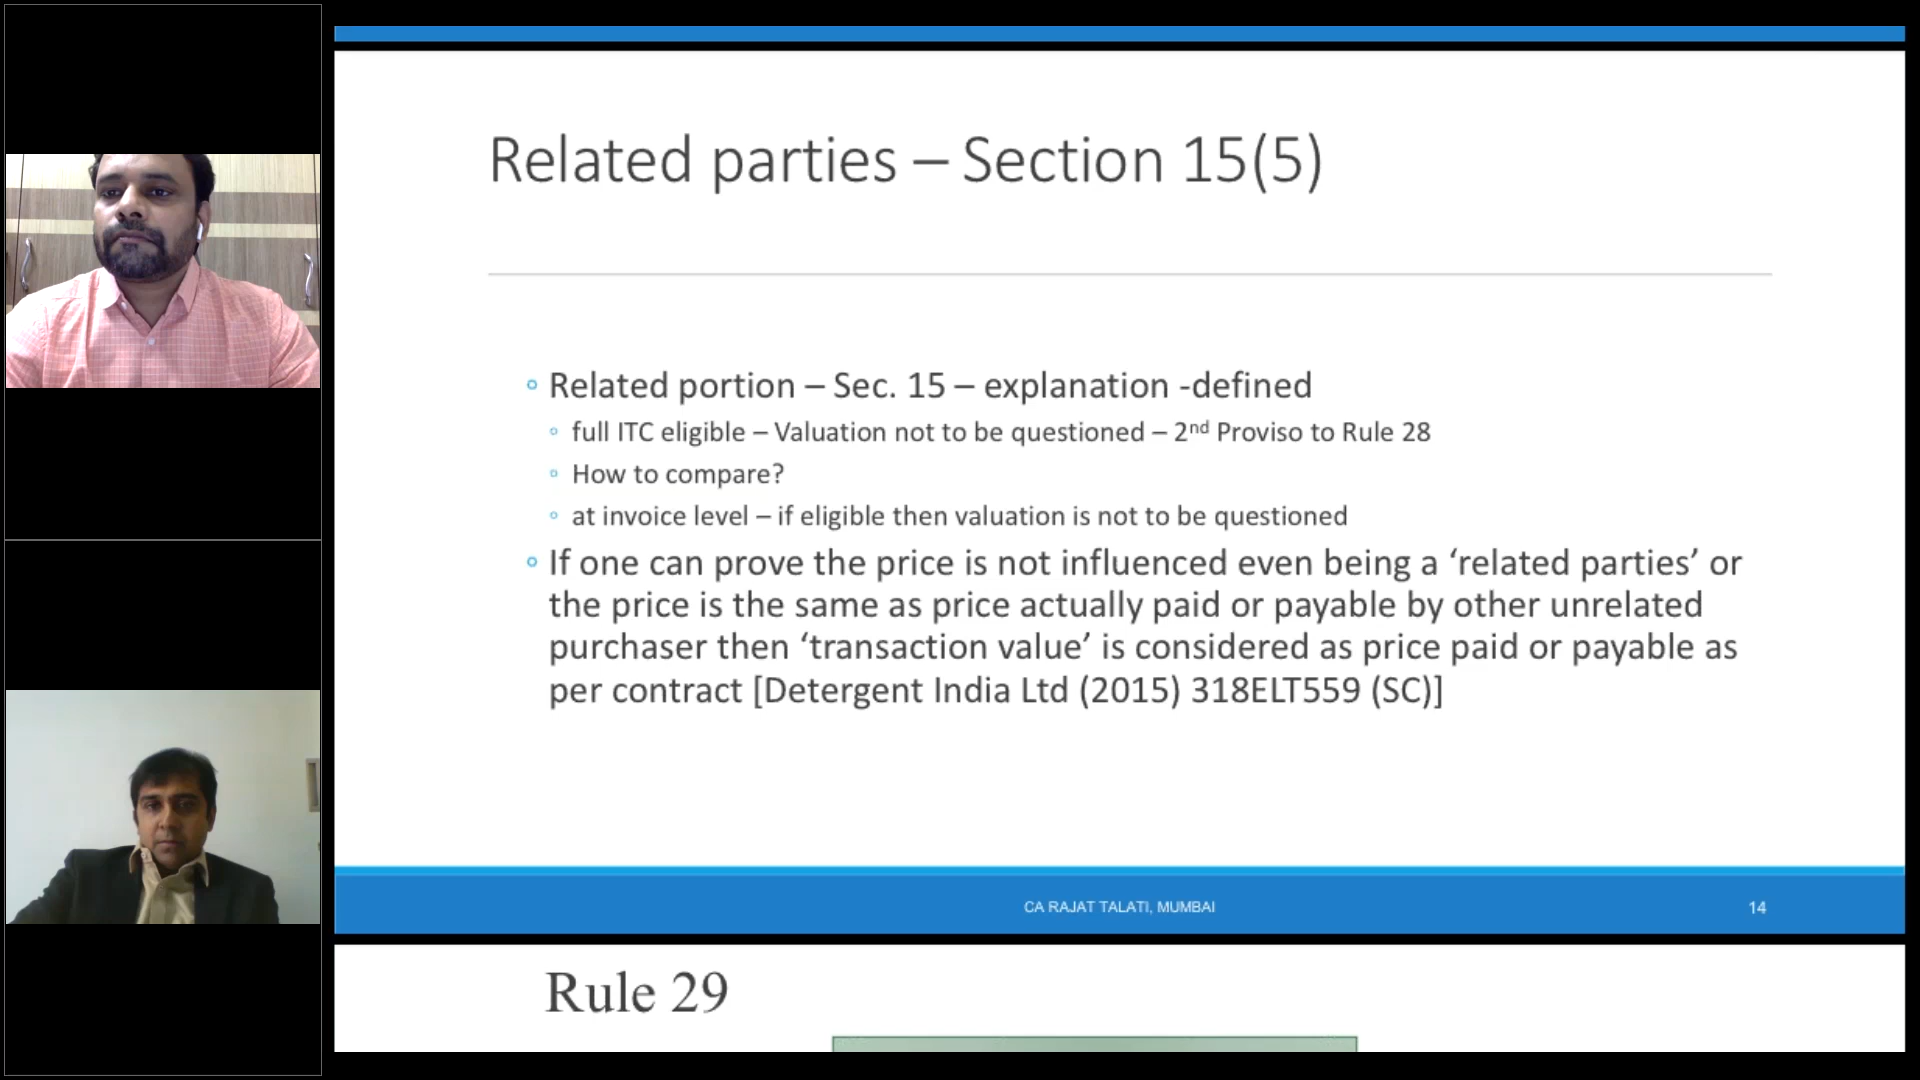 Related parties – Section 15(5)
Related portion – Sec. 15 – explanation -defined
full ITC eligible – Valuation not to be questioned – 2nd Proviso to Rule 28
How to compare?
at invoice level – if eligible then valuation is not to be questioned
If one can prove the price is not influenced even being a ‘related parties’ or
the price is the same as price actually paid or payable by other unrelated
purchaser then ‘transaction value’ is considered as price paid or payable as
per contract [Detergent India Ltd (2015) 318ELT559 (SC)]
CA RAJAT TALATI, MUMBAI
14
Rule 29